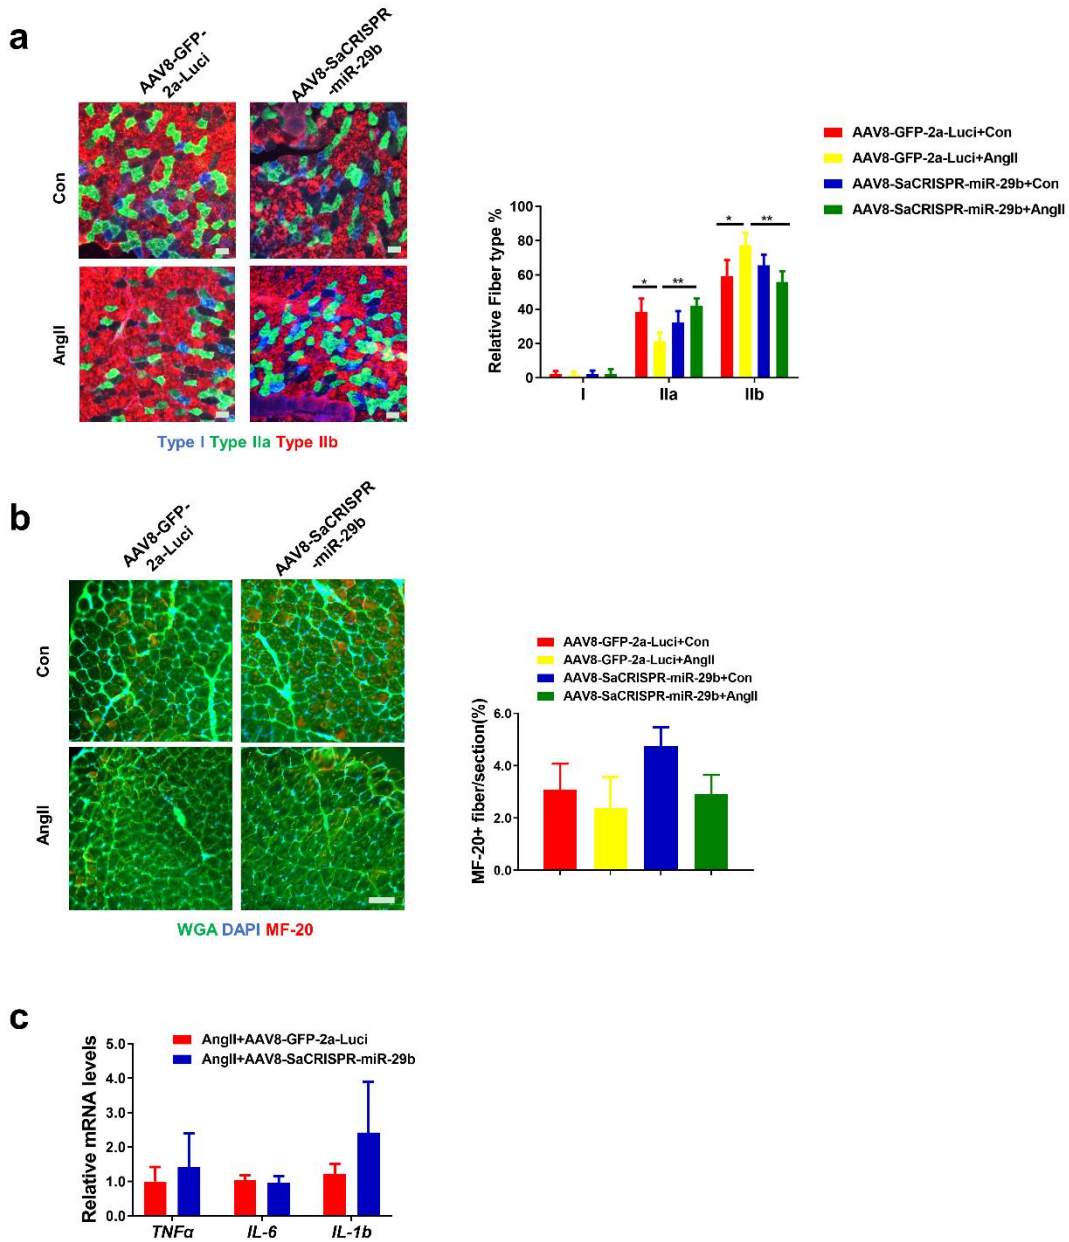 a
AAV8-GFP-
2a-Luci
AAV8-SaCRISPR
-miR-29b
Con
AngII
Type I Type IIa Type IIb
AAV8-GFP-2a-Luci+Con
AAV8-GFP-2a-Luci+AngII
AAV8-SaCRISPR-miR-29b+Con
AAV8-SaCRISPR-miR-29b+AngII
Relative Fiber type %
100
80
60
40
20
0
*
**
*
**
I
IIa
IIb
b
AAV8-GFP-
2a-Luci
AAV8-SaCRISPR
-miR-29b
Con
AngII
WGA DAPI MF-20
AAV8-GFP-2a-Luci+Con
AAV8-GFP-2a-Luci+AngII
AAV8-SaCRISPR-miR-29b+Con
AAV8-SaCRISPR-miR-29b+AngII
MF-20+ fiber/section(%)
6.0
4.0
2.0
0.0
c
AngII+AAV8-GFP-2a-Luci
AngII+AAV8-SaCRISPR-miR-29b
Relative mRNA levels
5.0
4.0
3.0
2.0
1.0
0.0
TNFα
IL-6
IL-1b